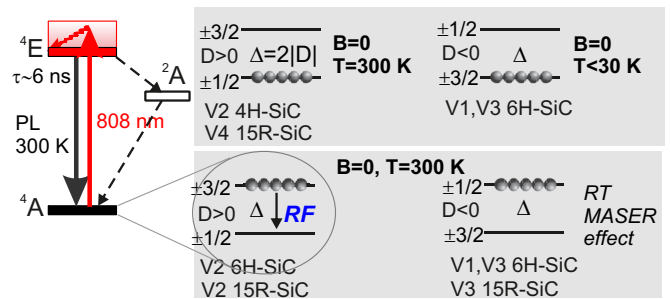 ⁴E
τ~6 ns
²A
PL
300 K
808 nm
⁴A
±3/2
D>0 Δ=2|D|
±1/2
B=0
T=300 K
V2 4H-SiC
V4 15R-SiC
±1/2
D<0 Δ
±3/2
B=0
T<30 K
V1,V3 6H-SiC
B=0, T=300 K
±3/2
D>0 Δ RF
±1/2
V2 6H-SiC
V2 15R-SiC
±1/2
D<0 Δ
±3/2
RT
MASER
effect
V1,V3 6H-SiC
V3 15R-SiC